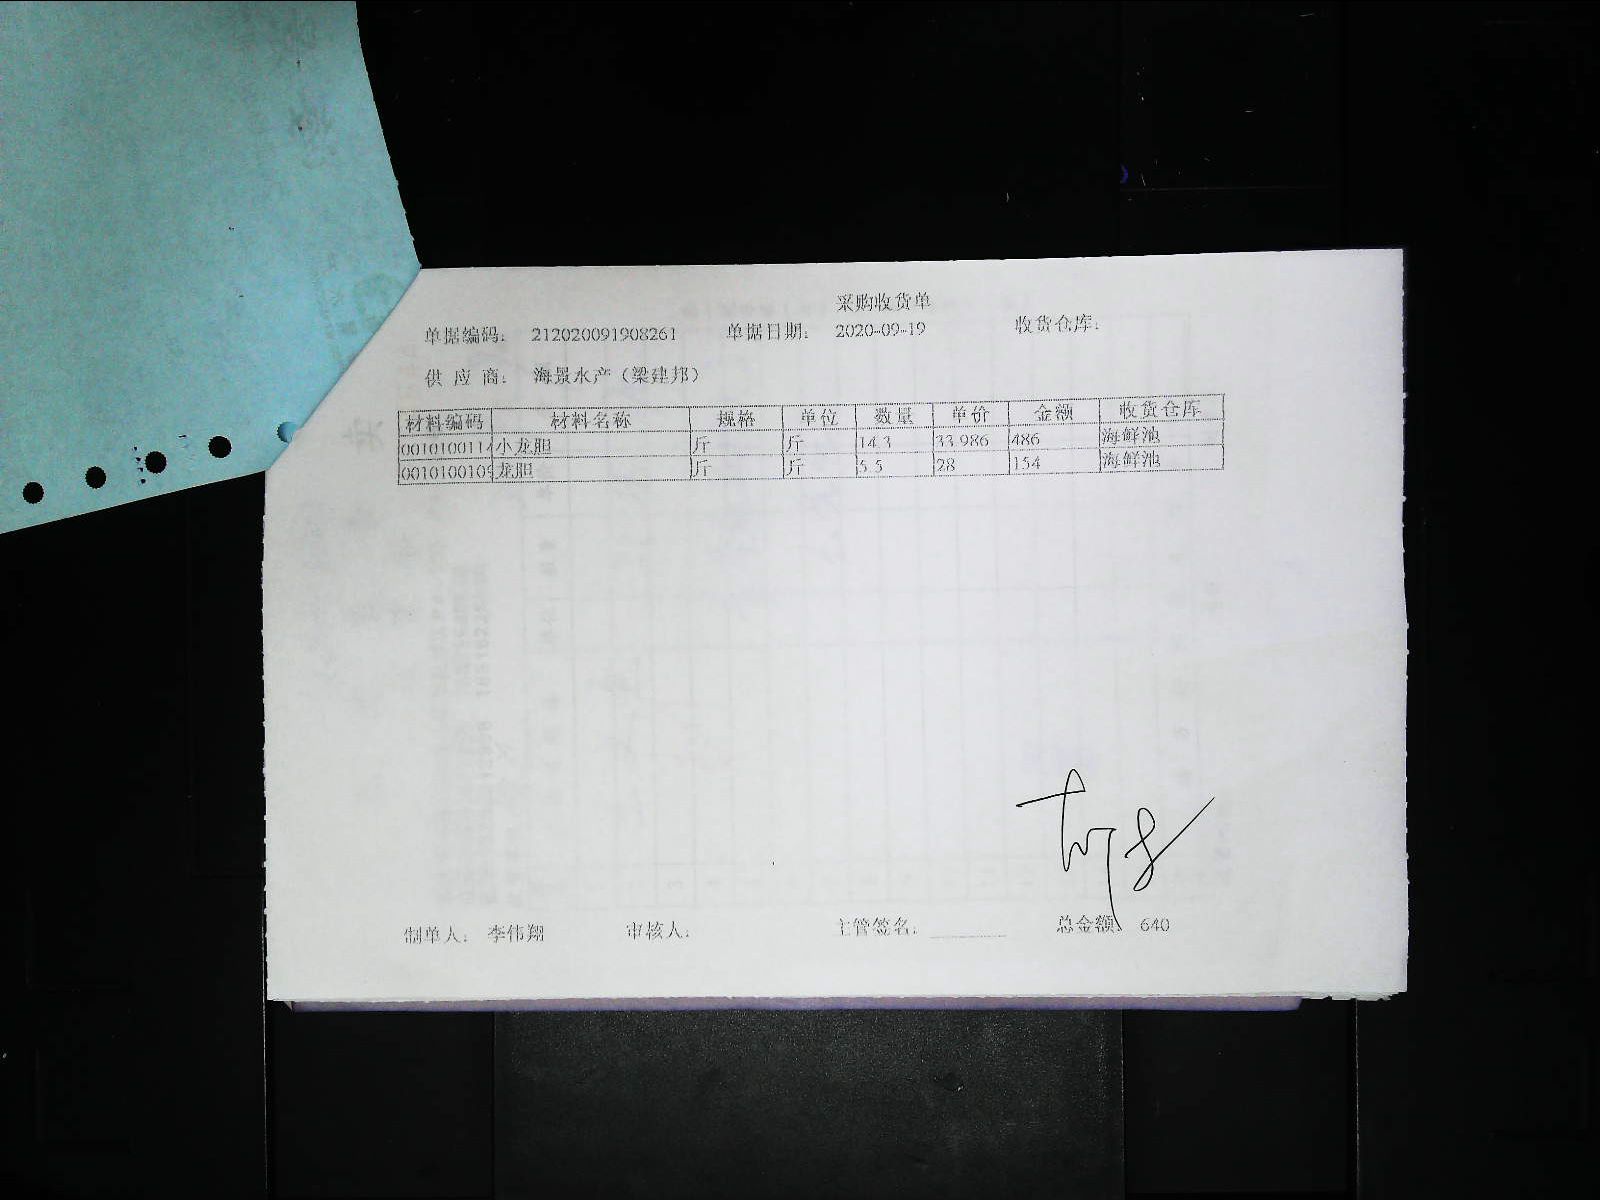 采购收货单
单据编码： 212020091908261 单据日期： 2020-09-19 收货仓库：
供 应 商： 海景水产（梁建邦）
材料编码 材料名称 规格 单位 数量 单价 金额 收货仓库
0010100114 小龙胆 斤 斤 14.3 33.986 486 海鲜池
0010100109 龙胆 斤 斤 5.5 28 154 海鲜池
制单人： 李伟翔 审核人： 主管签名： 总金额： 640